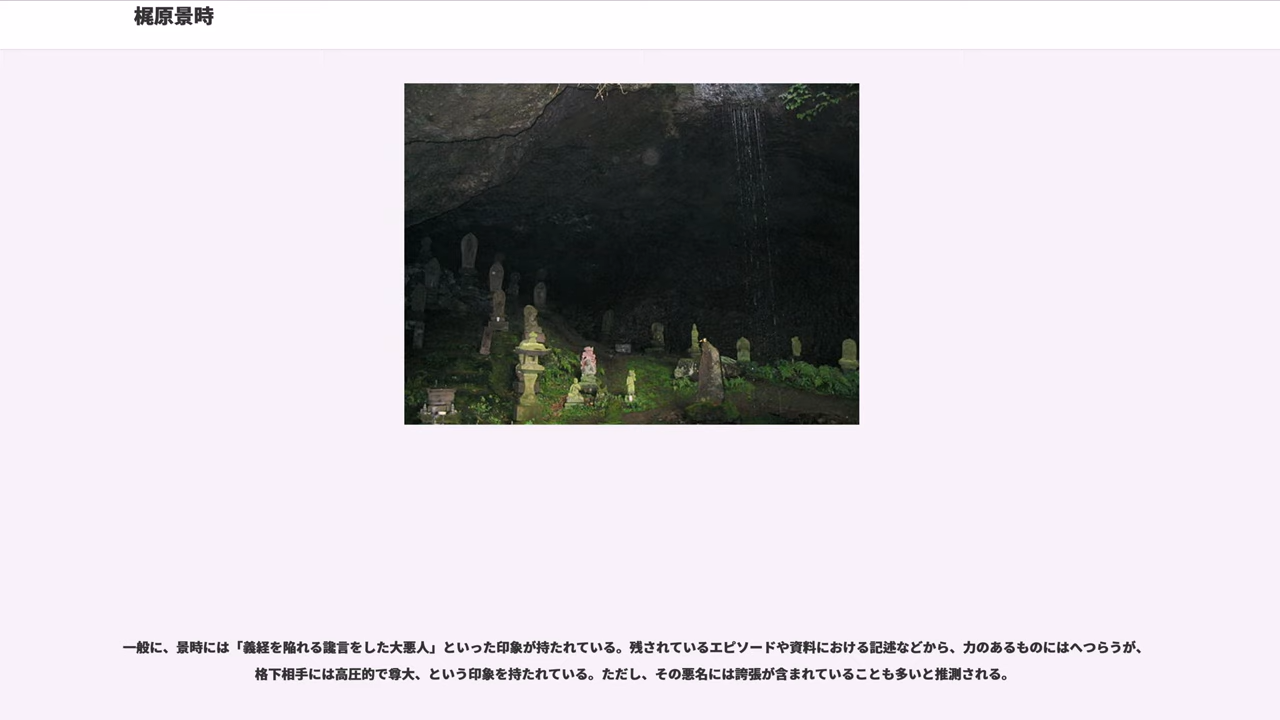 梶原景時
一般に、景時には「義経を陥れる讒言をした大悪人」といった印象が持たれている。残されているエピソードや資料における記述などから、力のあるものにはへつらうが、
格下相手には高圧的で尊大、という印象を持たれている。ただし、その悪名には誇張が含まれていることも多いと推測される。